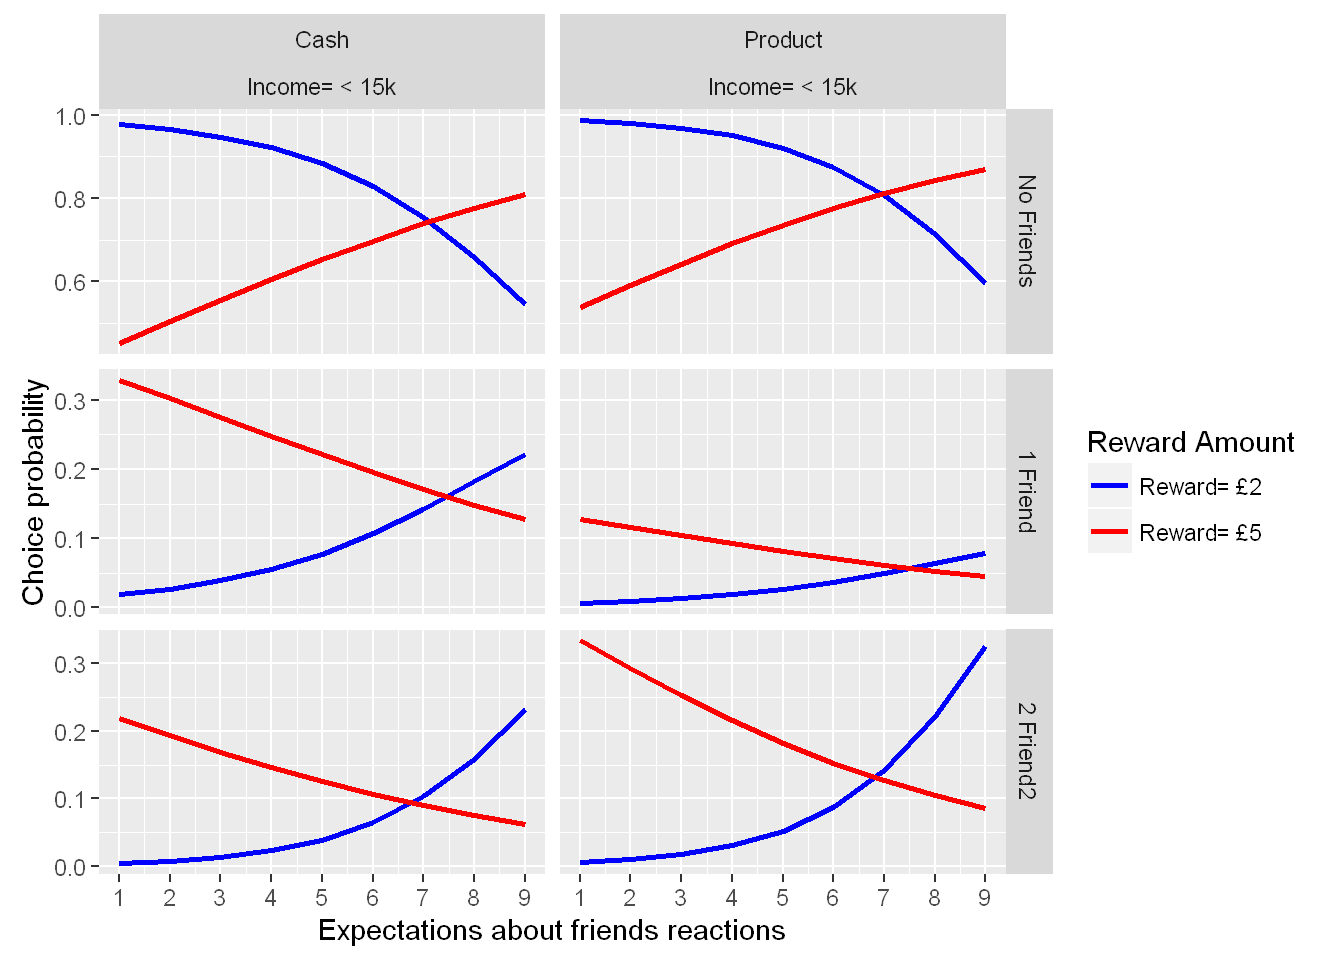 Cash
Product
Income= < 15k
Income= < 15k
1.0
0.8
0.6
No Friends
0.3
0.2
0.1
0.0
1 Friend
0.3
0.2
0.1
0.0
2 Friend2
1 2 3 4 5 6 7 8 9
1 2 3 4 5 6 7 8 9
Expectations about friends reactions
Choice probability
Reward Amount
Reward= £2
Reward= £5